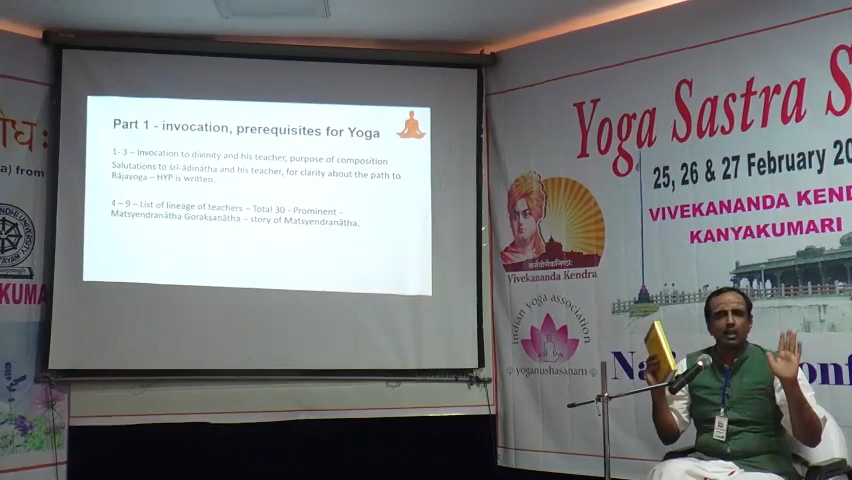 Part 1 - invocation, prerequisites for Yoga
1- 3 – Invocation to divinity and his teacher, purpose of composition
Salutations to śrī-ādinātha and his teacher, for clarity about the path to
Rājayoga – HYP is written.
4 – 9 – List of lineage of teachers – Total 30 - Prominent -
Matsyendranātha Gorakṣanātha – story of Matsyendranātha.
Yoga Sastra S
25, 26 & 27 February 20
VIVEKANANDA KEND
KANYAKUMARI
Vivekananda Kendra
indian yoga association
yoganushasanam
Na
onf
धः
a) from
KUMA